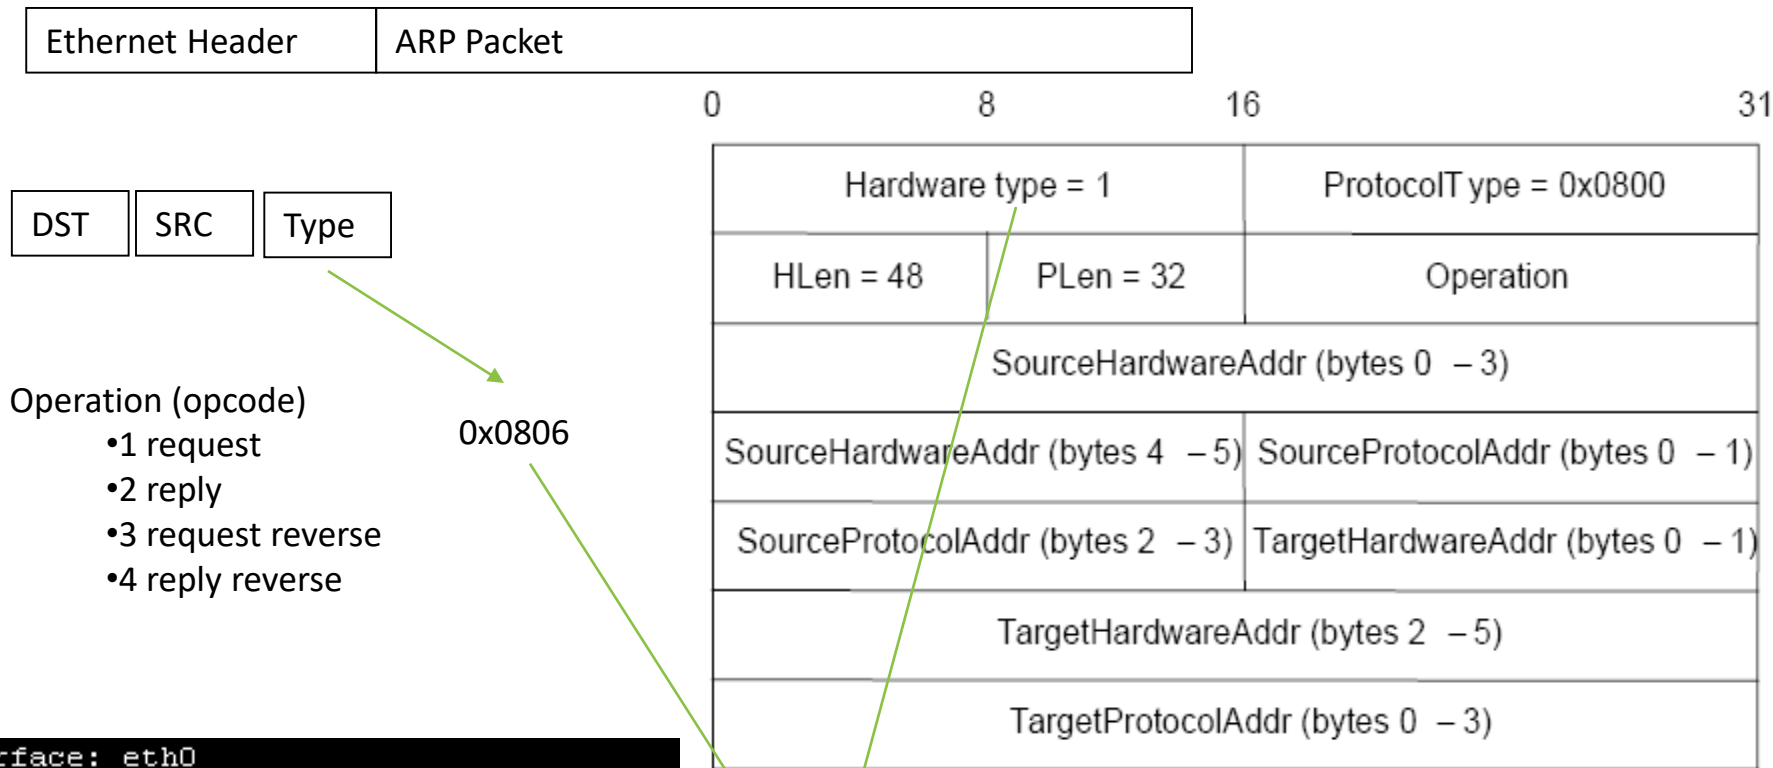 Ethernet Header ARP Packet
0 8 16 31
Hardware type = 1 ProtocolType = 0x0800
DST SRC Type
HLen = 48 PLen = 32 Operation
SourceHardwareAddr (bytes 0 – 3)
Operation (opcode)
•1 request
•2 reply
•3 request reverse
•4 reply reverse
0x0806
SourceHardwareAddr (bytes 4 – 5) SourceProtocolAddr (bytes 0 – 1)
SourceProtocolAddr (bytes 2 – 3) TargetHardwareAddr (bytes 0 – 1)
TargetHardwareAddr (bytes 2 – 5)
TargetProtocolAddr (bytes 0 – 3)
rface: eth0